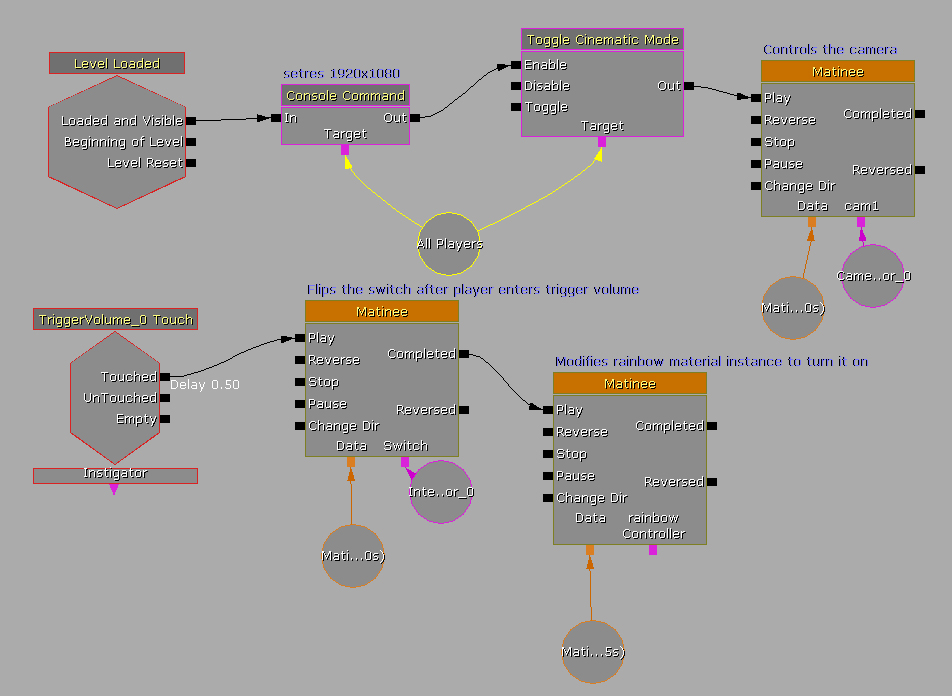 Level Loaded
Loaded and Visible
Beginning of Level
Level Reset
setres 1920x1080
Console Command
In
Out
Target
Toggle Cinematic Mode
Enable
Disable
Toggle
Out
Target
All Players
Controls the camera
Matinee
Play
Reverse
Stop
Pause
Change Dir
Completed
Reversed
Data
cam1
Mati...0s)
Came..or_0
TriggerVolume_0 Touch
Touched
UnTouched
Empty
Instigator
Delay 0.50
Flips the switch after player enters trigger volume
Matinee
Play
Reverse
Stop
Pause
Change Dir
Completed
Reversed
Data
Switch
Mati...0s)
Inte..or_0
Modifies rainbow material instance to turn it on
Matinee
Play
Reverse
Stop
Pause
Change Dir
Completed
Reversed
Data
rainbow
Controller
Mati...5s)